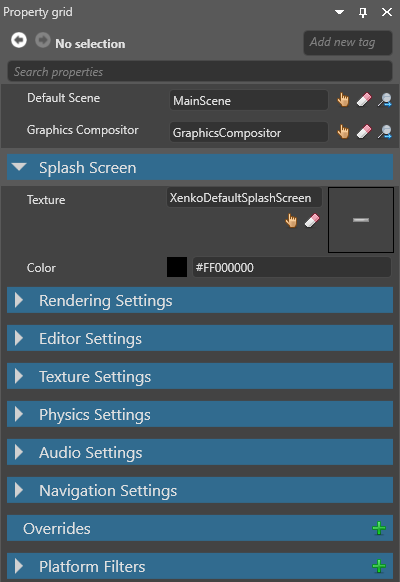 Property grid
No selection
Add new tag
Search properties
Default Scene
MainScene
Graphics Compositor
GraphicsCompositor
Splash Screen
Texture
XenkoDefaultSplashScreen
Color
#FF000000
Rendering Settings
Editor Settings
Texture Settings
Physics Settings
Audio Settings
Navigation Settings
Overrides
Platform Filters